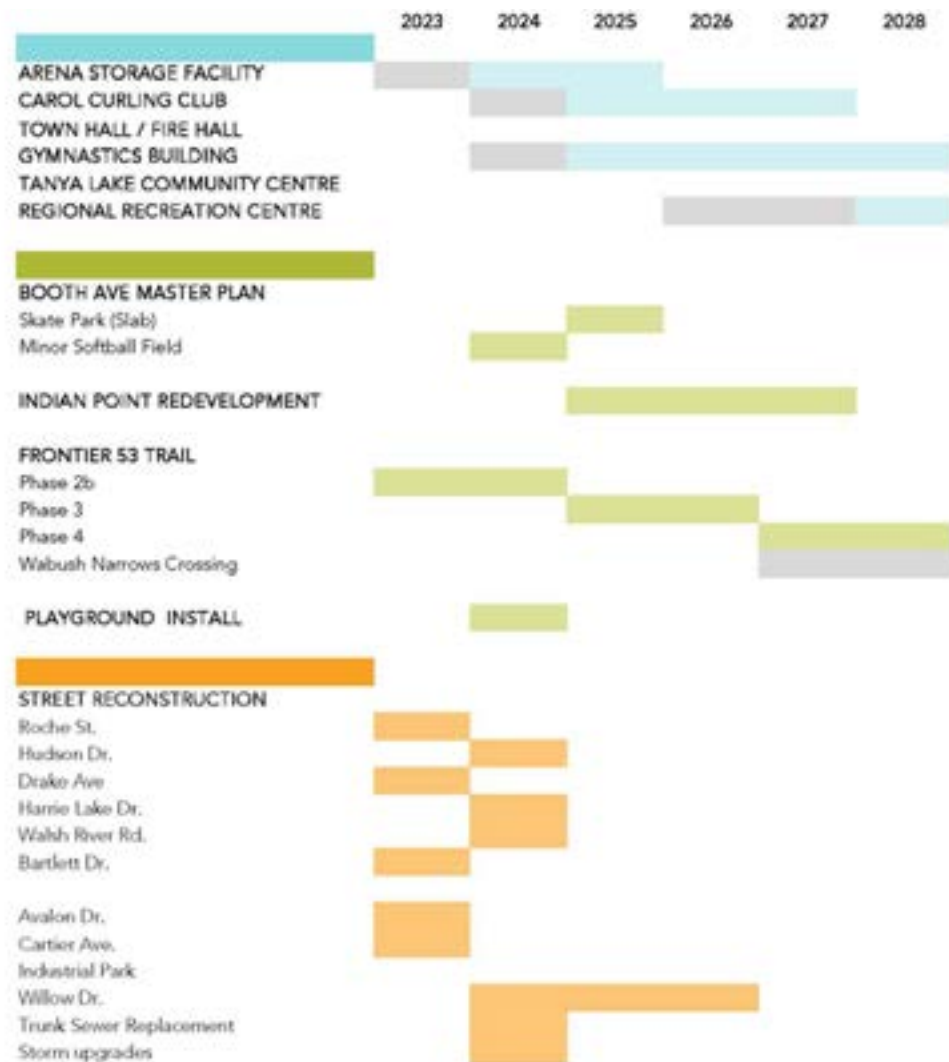 2023 2024 2025 2026 2027 2028
ARENA STORAGE FACILITY
CAROL CURLING CLUB
TOWN HALL / FIRE HALL
GYMNASTICS BUILDING
TANYA LAKE COMMUNITY CENTRE
REGIONAL RECREATION CENTRE
BOOTH AVE MASTER PLAN
Skate Park (Slab)
Minor Softball Field
INDIAN POINT REDEVELOPMENT
FRONTIER 53 TRAIL
Phase 2b
Phase 3
Phase 4
Wabush Narrows Crossing
PLAYGROUND INSTALL
STREET RECONSTRUCTION
Roche St.
Hudson Dr.
Drake Ave
Harrie Lake Dr.
Walsh River Rd.
Bartlett Dr.
Avalon Dr.
Cartier Ave.
Industrial Park
Willow Dr.
Trunk Sewer Replacement
Storm upgrades